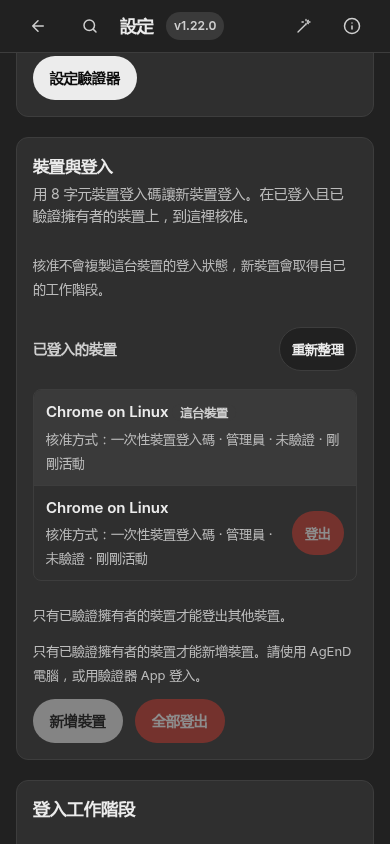 設定
v1.22.0
設定驗證器
裝置與登入
用 8 字元裝置登入碼讓新裝置登入。在已登入且已
驗證擁有者的裝置上，到這裡核准。
核准不會複製這台裝置的登入狀態，新裝置會取得自己
的工作階段。
已登入的裝置
重新整理
Chrome on Linux 這台裝置
核准方式：一次性裝置登入碼 · 管理員 · 未驗證 · 剛
剛活動
Chrome on Linux
核准方式：一次性裝置登入碼 · 管理員 ·
未驗證 · 剛剛活動
登出
只有已驗證擁有者的裝置才能登出其他裝置。
只有已驗證擁有者的裝置才能新增裝置。請使用 AgEnD
電腦，或用驗證器 App 登入。
新增裝置
全部登出
登入工作階段